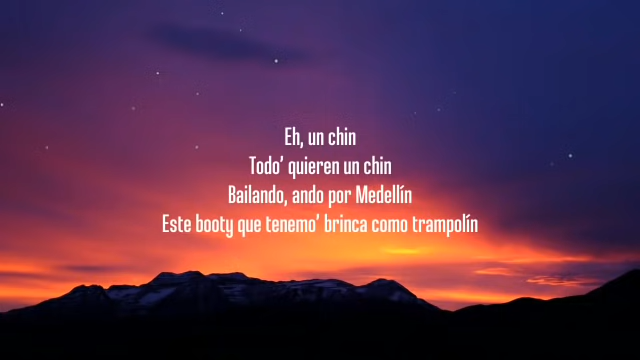 Eh, un chin
Todo' quieren un chin
Bailando, ando por Medellín
Este booty que tenemo' brinca como trampolín